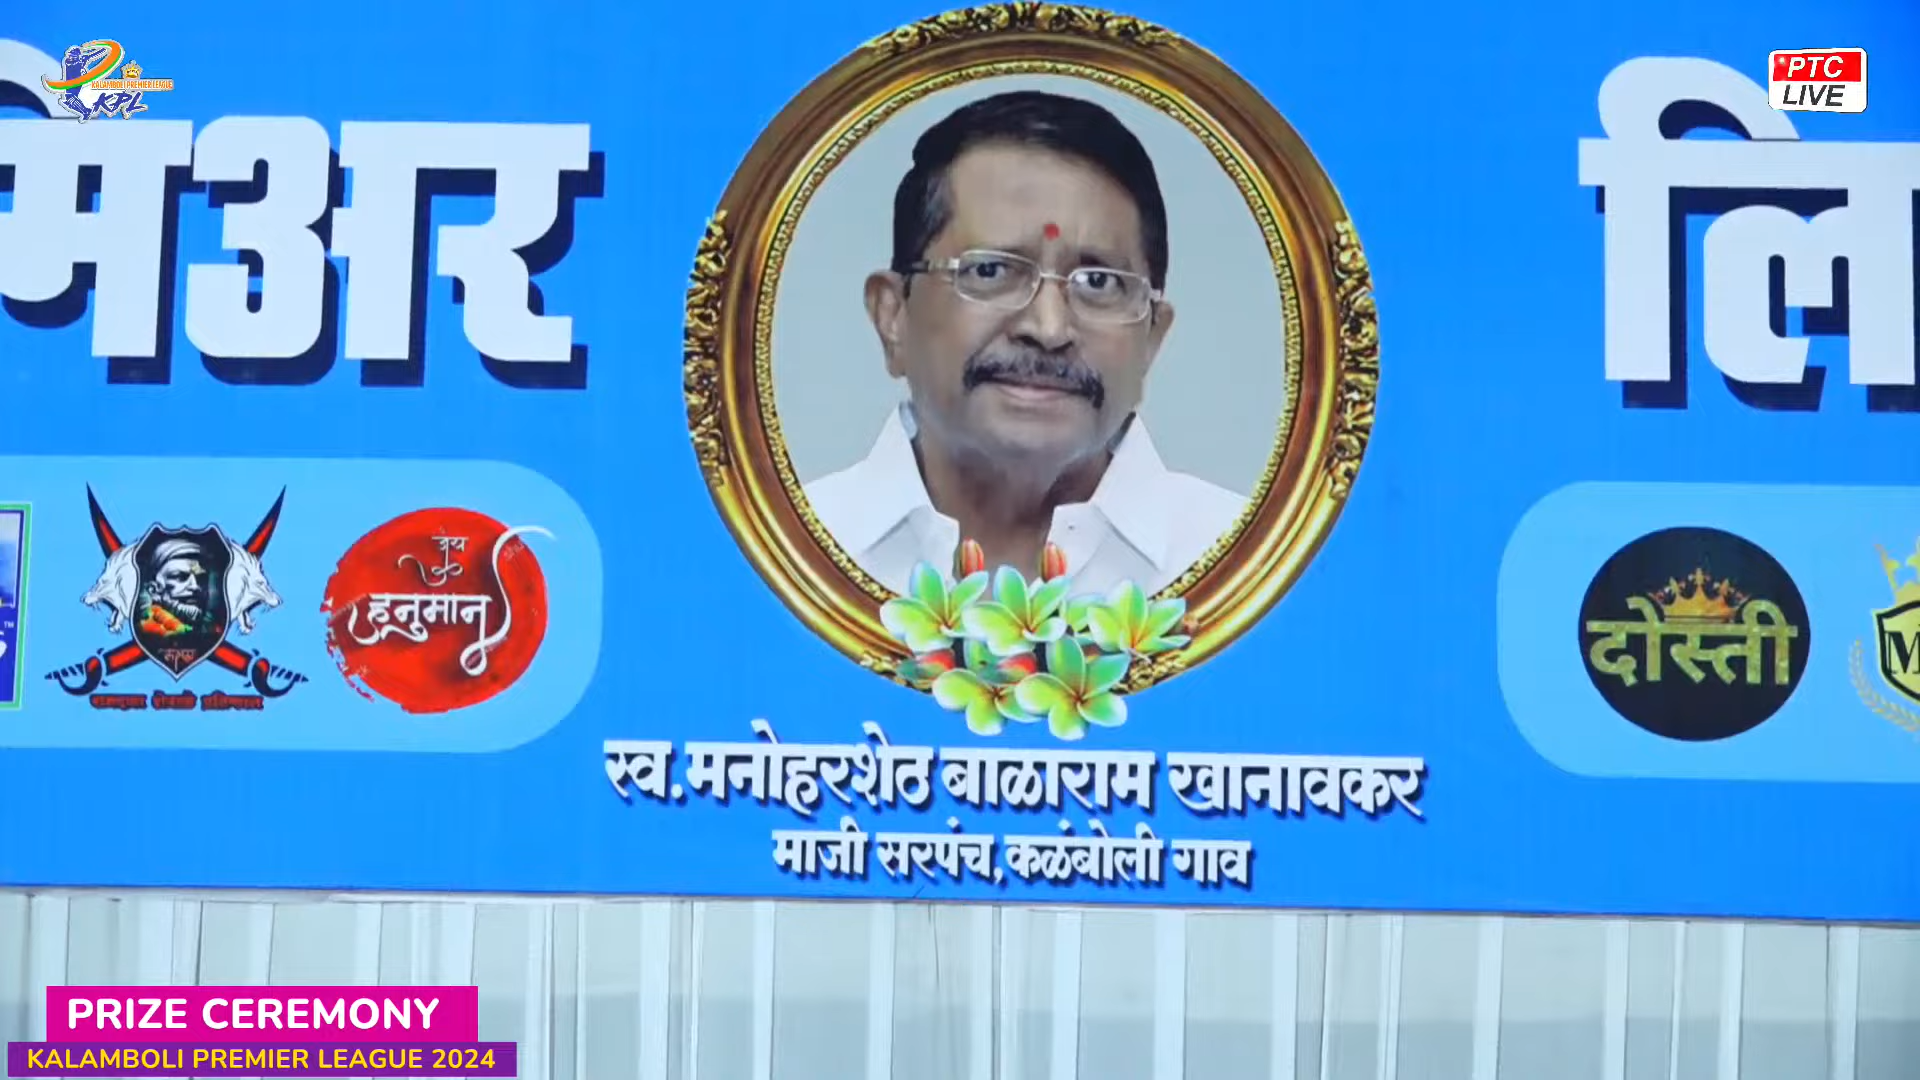 KALAMBOLI PREMIER LEAGUE
KPL
PTC
LIVE
मिअर
लि
जय
हनुमान
दोस्ती
M
स्व.मनोहरशेठ बाळाराम खानावकर
माजी सरपंच,कळंबोली गाव
PRIZE CEREMONY
KALAMBOLI PREMIER LEAGUE 2024